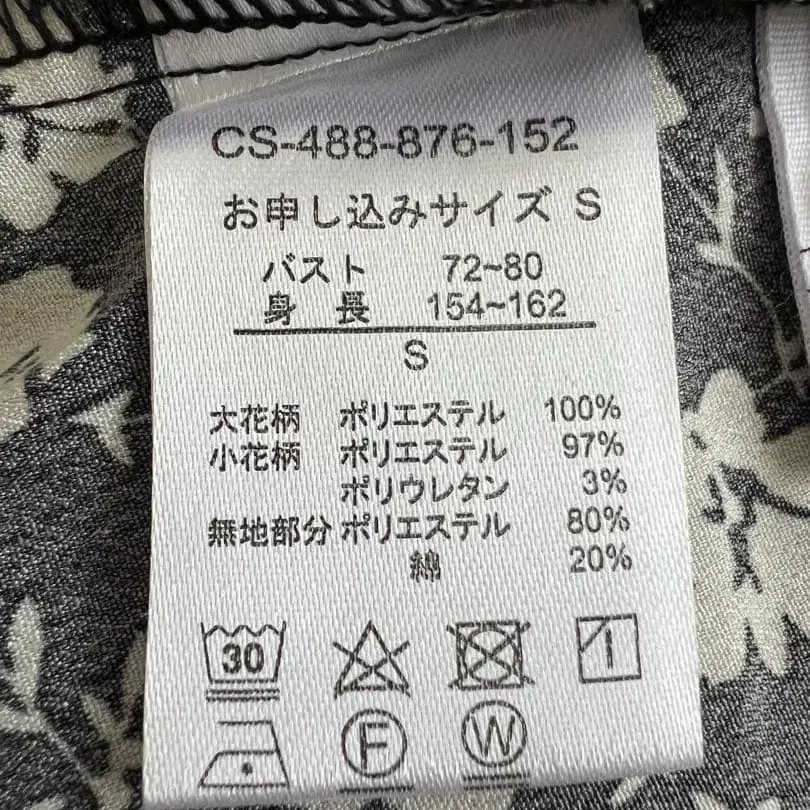 CS-488-876-152
お申し込みサイズ S
バスト 72~80
身長 154~162
S
大花柄 ポリエステル 100%
小花柄 ポリエステル 97%
ポリウレタン 3%
無地部分 ポリエステル 80%
綿 20%
30
F W